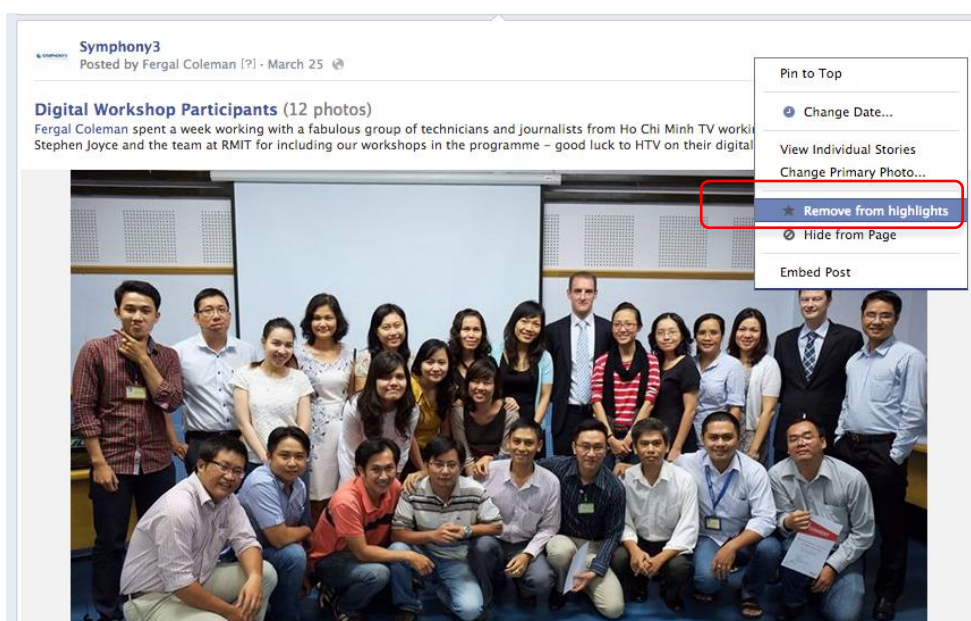 Symphony3
Posted by Fergal Coleman [?] · March 25
Digital Workshop Participants (12 photos)
Fergal Coleman spent a week working with a fabulous group of technicians and journalists from Ho Chi Minh TV
Stephen Joyce and the team at RMIT for including our workshops in the programme – good luck to HTV on their digital
Pin to Top
Change Date...
View Individual Stories
Change Primary Photo...
Remove from highlights
Hide from Page
Embed Post